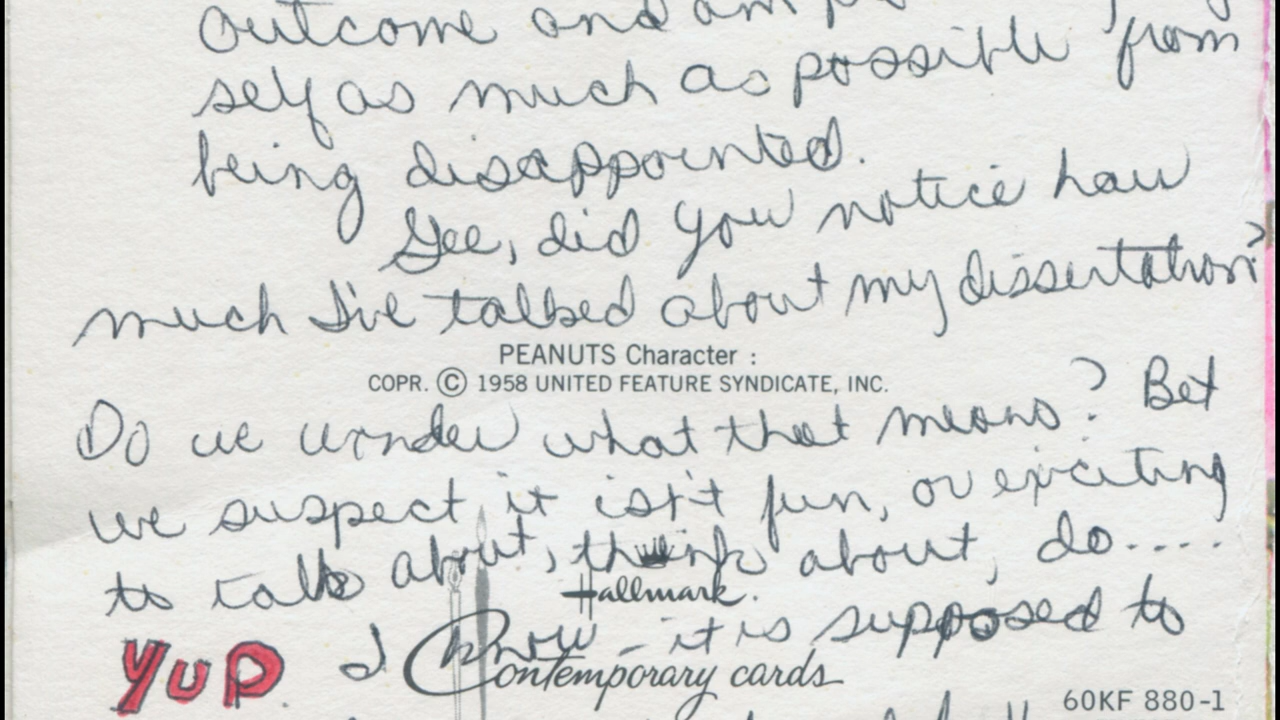 outcome and am
self as much as possible from
being disappointed.
Gee, did you notice how
much I've talked about my dissertation?
PEANUTS Character :
COPR. © 1958 UNITED FEATURE SYNDICATE, INC.
Do we wonder what that means? Bet
we suspect it isn't fun, or exciting
to talk about, think about, do.....
Hallmark.
YUP I know - it is supposed to
Contemporary cards
60KF 880-1